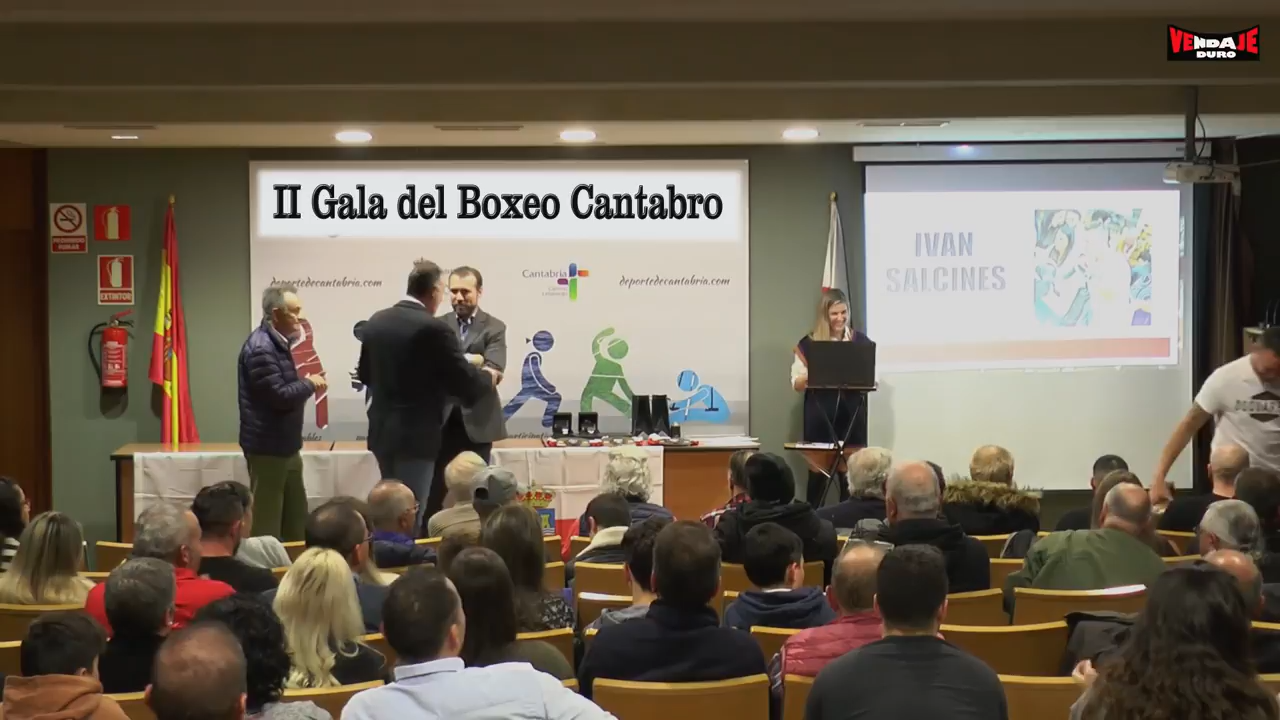 VENDAJE
DURO
II Gala del Boxeo Cantabro
EXTINTOR
deportedecantabria.com
Cantabria
deportedecantabria.com
IVAN
SALCINES